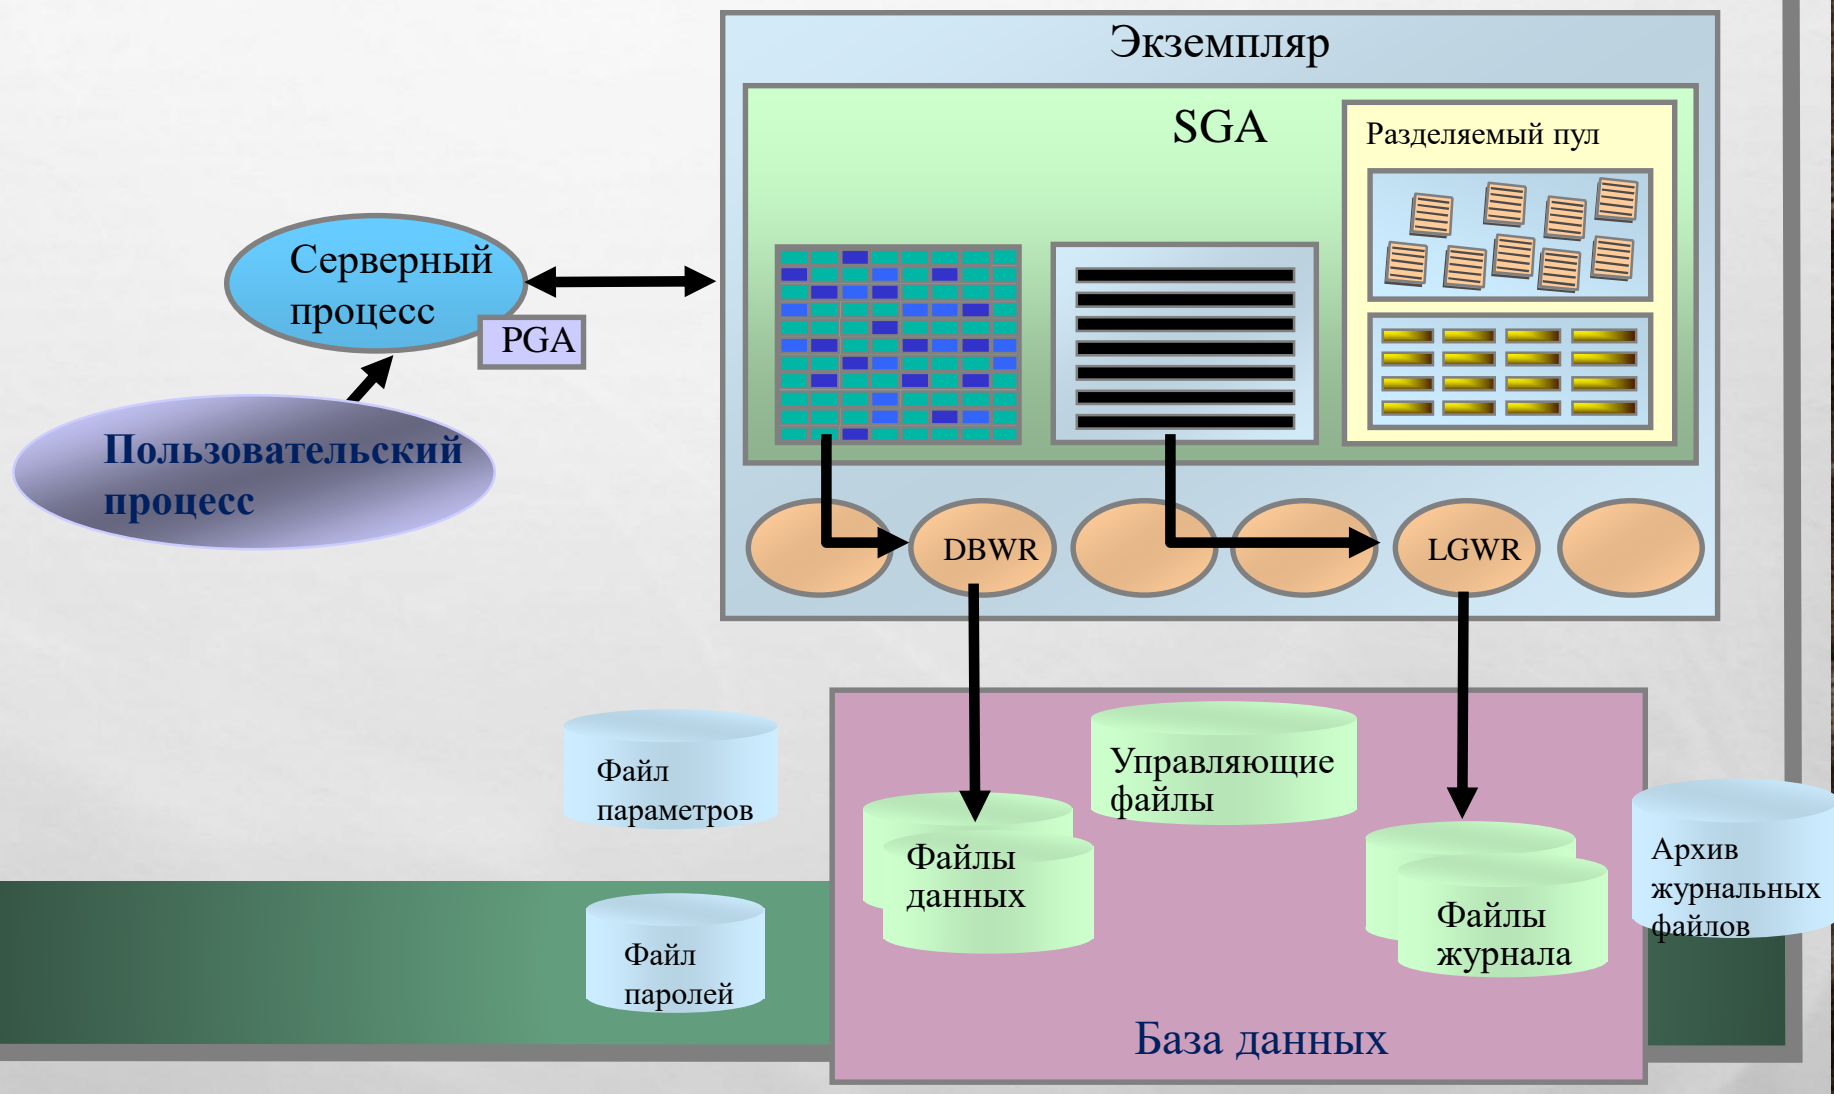 Экземпляр
SGA
Разделяемый пул
Серверный
процесс
PGA
Пользовательский
процесс
DBWR
LGWR
Файл
параметров
Управляющие
файлы
Файлы
данных
Файлы
журнала
Архив
журнальных
файлов
Файл
паролей
База данных